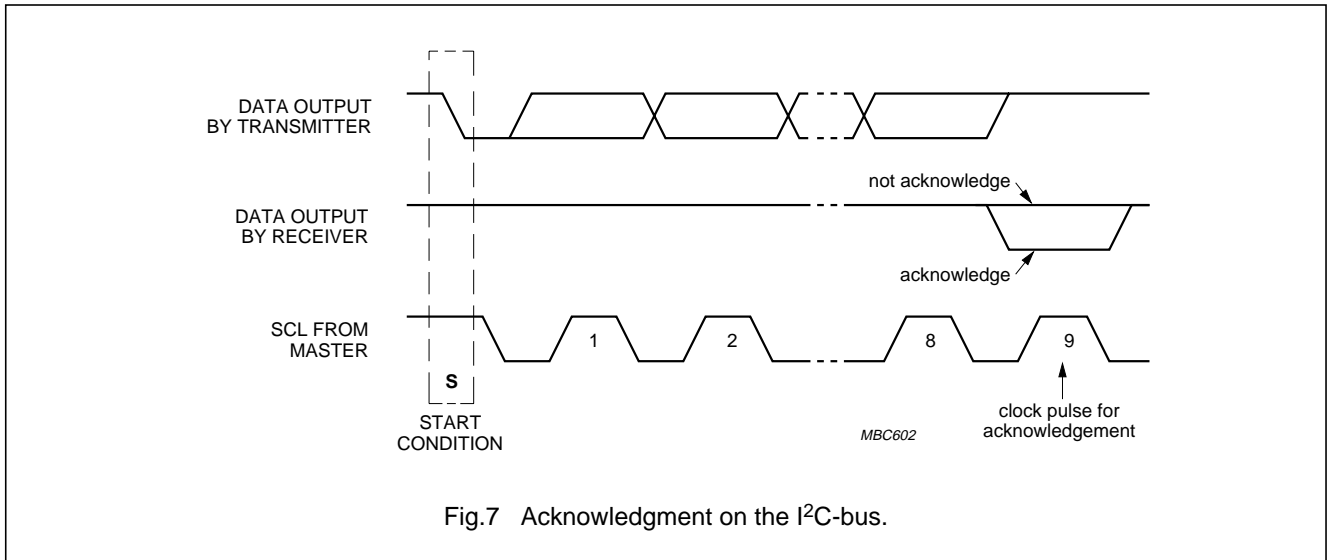 DATA OUTPUT
BY TRANSMITTER
not acknowledge
DATA OUTPUT
BY RECEIVER
acknowledge
SCL FROM
MASTER
1
2
8
9
S
START
CONDITION
clock pulse for
acknowledgement
MBC602
Fig.7 Acknowledgment on the I²C-bus.